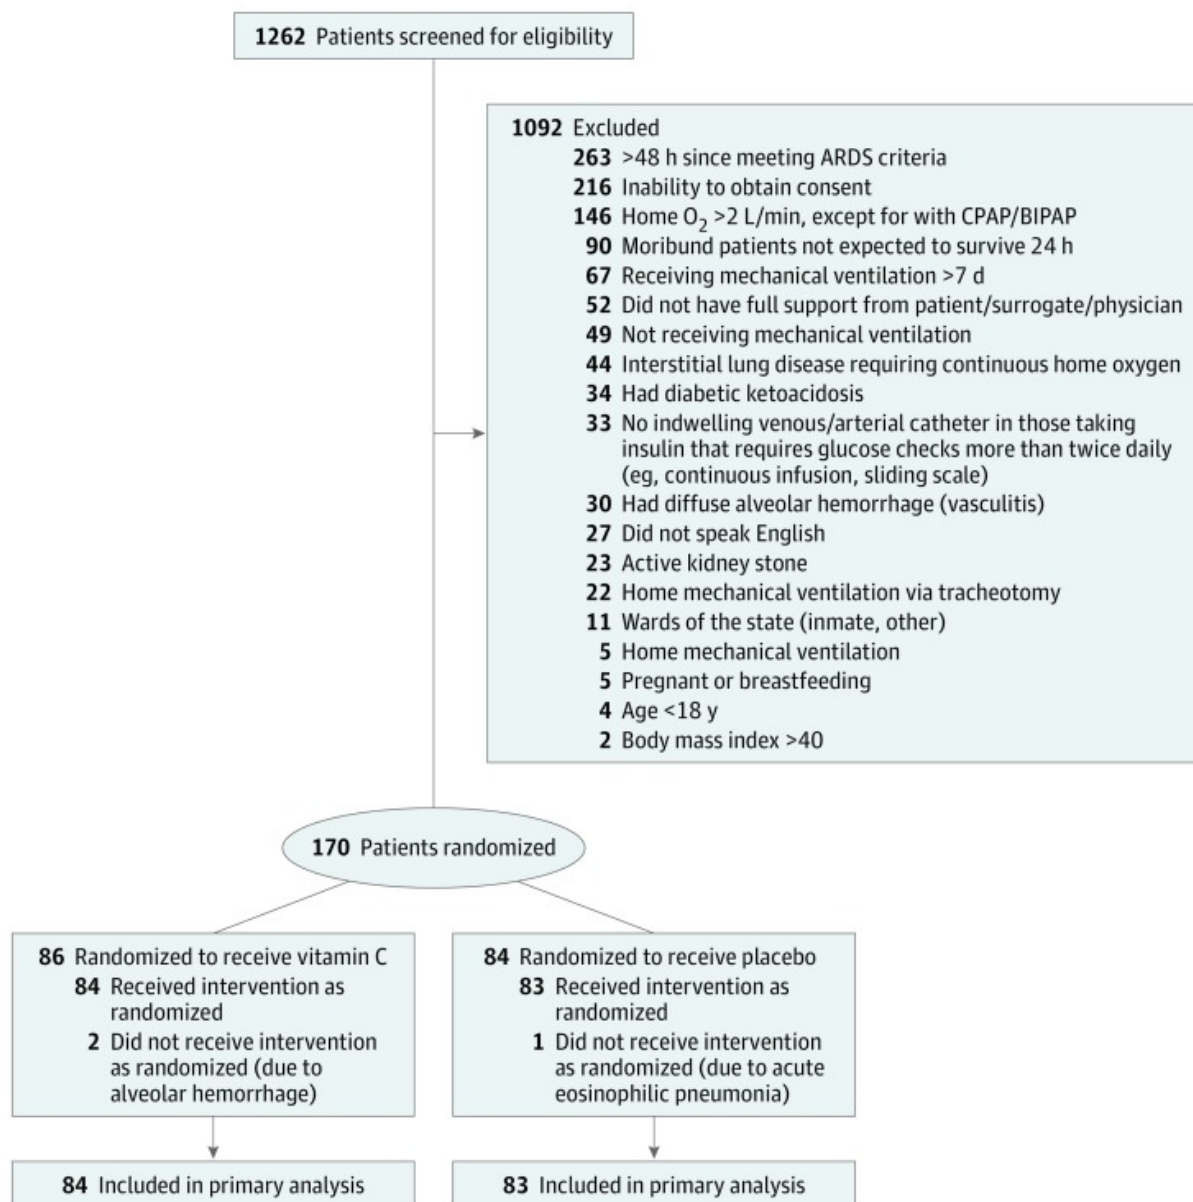 1262 Patients screened for eligibility
1092 Excluded
263 >48 h since meeting ARDS criteria
216 Inability to obtain consent
146 Home O2 >2 L/min, except for with CPAP/BIPAP
90 Moribund patients not expected to survive 24 h
67 Receiving mechanical ventilation >7 d
52 Did not have full support from patient/surrogate/physician
49 Not receiving mechanical ventilation
44 Interstitial lung disease requiring continuous home oxygen
34 Had diabetic ketoacidosis
33 No indwelling venous/arterial catheter in those taking
insulin that requires glucose checks more than twice daily
(eg, continuous infusion, sliding scale)
30 Had diffuse alveolar hemorrhage (vasculitis)
27 Did not speak English
23 Active kidney stone
22 Home mechanical ventilation via tracheotomy
11 Wards of the state (inmate, other)
5 Home mechanical ventilation
5 Pregnant or breastfeeding
4 Age <18 y
2 Body mass index >40
170 Patients randomized
86 Randomized to receive vitamin C
84 Received intervention as
randomized
2 Did not receive intervention
as randomized (due to
alveolar hemorrhage)
84 Randomized to receive placebo
83 Received intervention as
randomized
1 Did not receive intervention
as randomized (due to acute
eosinophilic pneumonia)
84 Included in primary analysis
83 Included in primary analysis